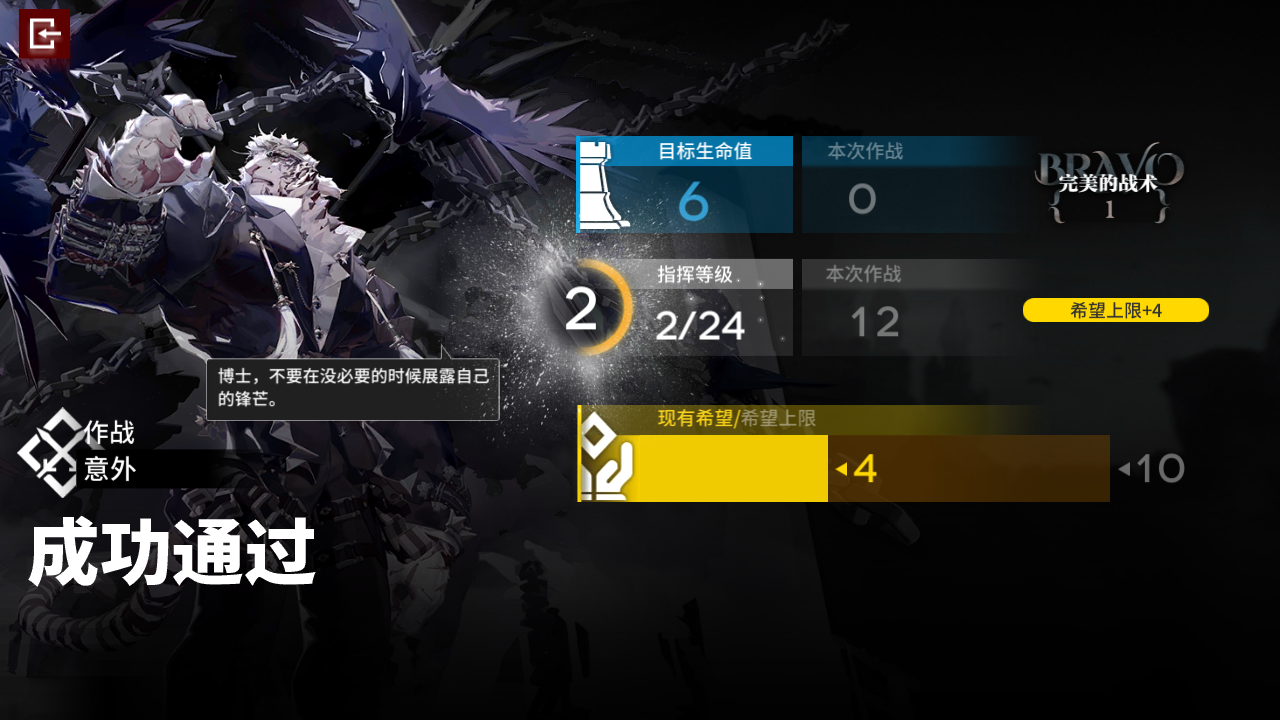 目标生命值
6
本次作战
0
BRAVO
完美的战术
1
2
指挥等级
2/24
本次作战
12
希望上限+4
博士，不要在没必要的时候展露自己
的锋芒。
现有希望/希望上限
4
10
作战
意外
成功通过